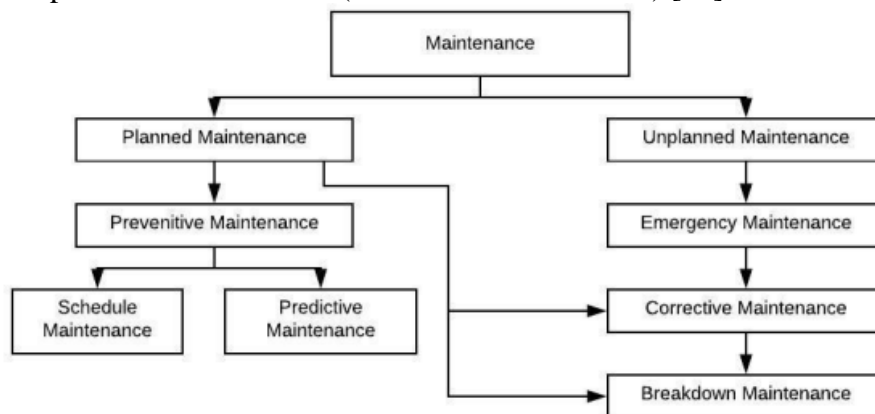 Maintenance
Planned Maintenance
Unplanned Maintenance
Prevenitive Maintenance
Emergency Maintenance
Schedule
Maintenance
Predictive
Maintenance
Corrective Maintenance
Breakdown Maintenance